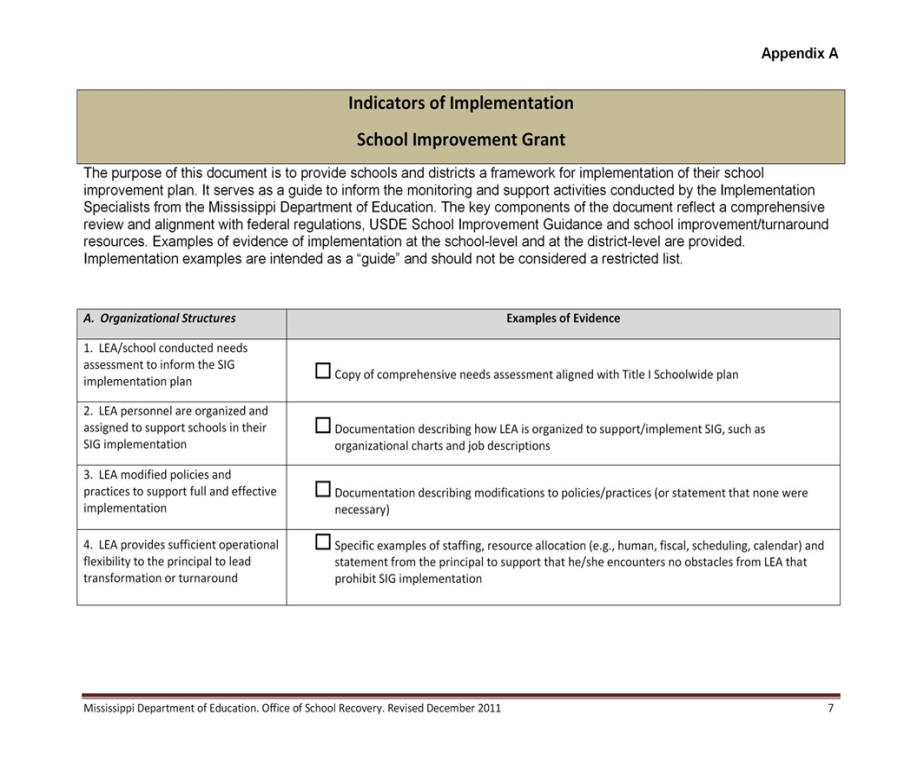 Appendix A
Indicators of Implementation
School Improvement Grant
The purpose of this document is to provide schools and districts a framework for implementation of their school
improvement plan. It serves as a guide to inform the monitoring and support activities conducted by the Implementation
Specialists from the Mississippi Department of Education. The key components of the document reflect a comprehensive
review and alignment with federal regulations, USDE School Improvement Guidance and school improvement/turnaround
resources. Examples of evidence of implementation at the school-level and at the district-level are provided.
Implementation examples are intended as a “guide” and should not be considered a restricted list.
A. Organizational Structures
Examples of Evidence
1. LEA/school conducted needs
assessment to inform the SIG
implementation plan
Copy of comprehensive needs assessment aligned with Title I Schoolwide plan
2. LEA personnel are organized and
assigned to support schools in their
SIG implementation
Documentation describing how LEA is organized to support/implement SIG, such as
organizational charts and job descriptions
3. LEA modified policies and
practices to support full and effective
implementation
Documentation describing modifications to policies/practices (or statement that none were
necessary)
4. LEA provides sufficient operational
flexibility to the principal to lead
transformation or turnaround
Specific examples of staffing, resource allocation (e.g., human, fiscal, scheduling, calendar) and
statement from the principal to support that he/she encounters no obstacles from LEA that
prohibit SIG implementation
Mississippi Department of Education. Office of School Recovery. Revised December 2011
7